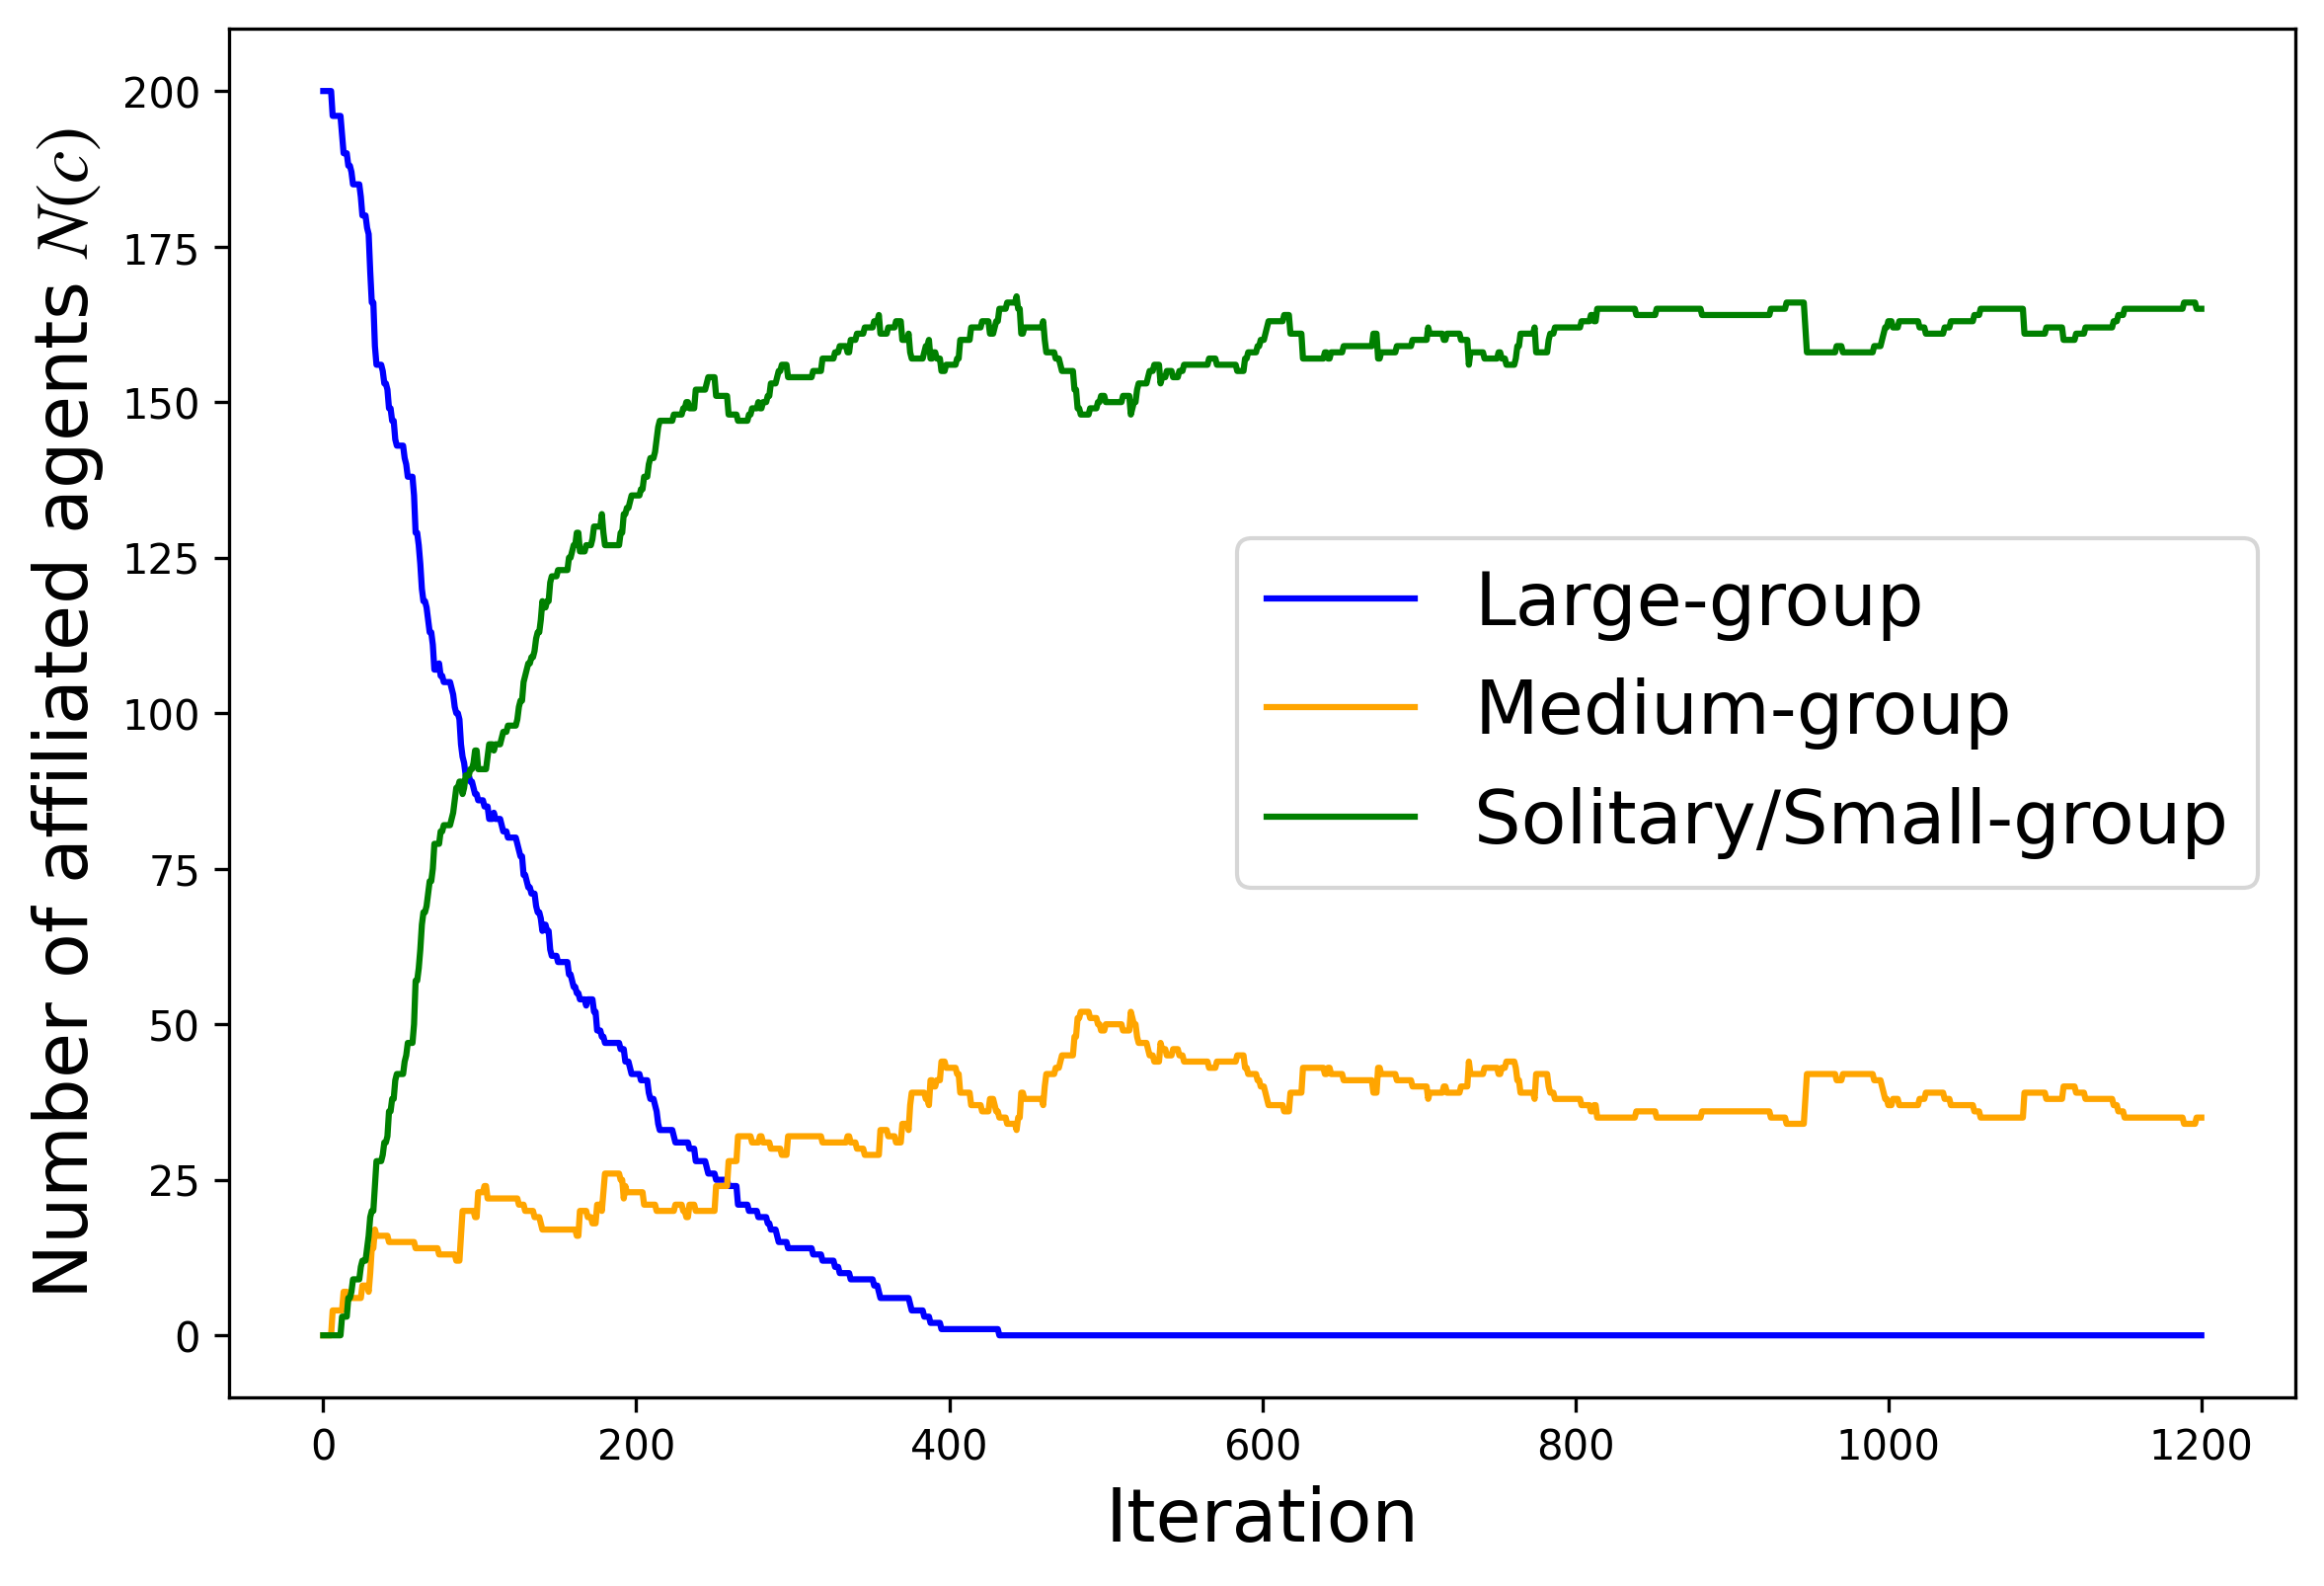 Number of affiliated agents N(c)
200
175
150
125
100
75
50
25
0
Large-group
Medium-group
Solitary/Small-group
0 200 400 600 800 1000 1200
Iteration